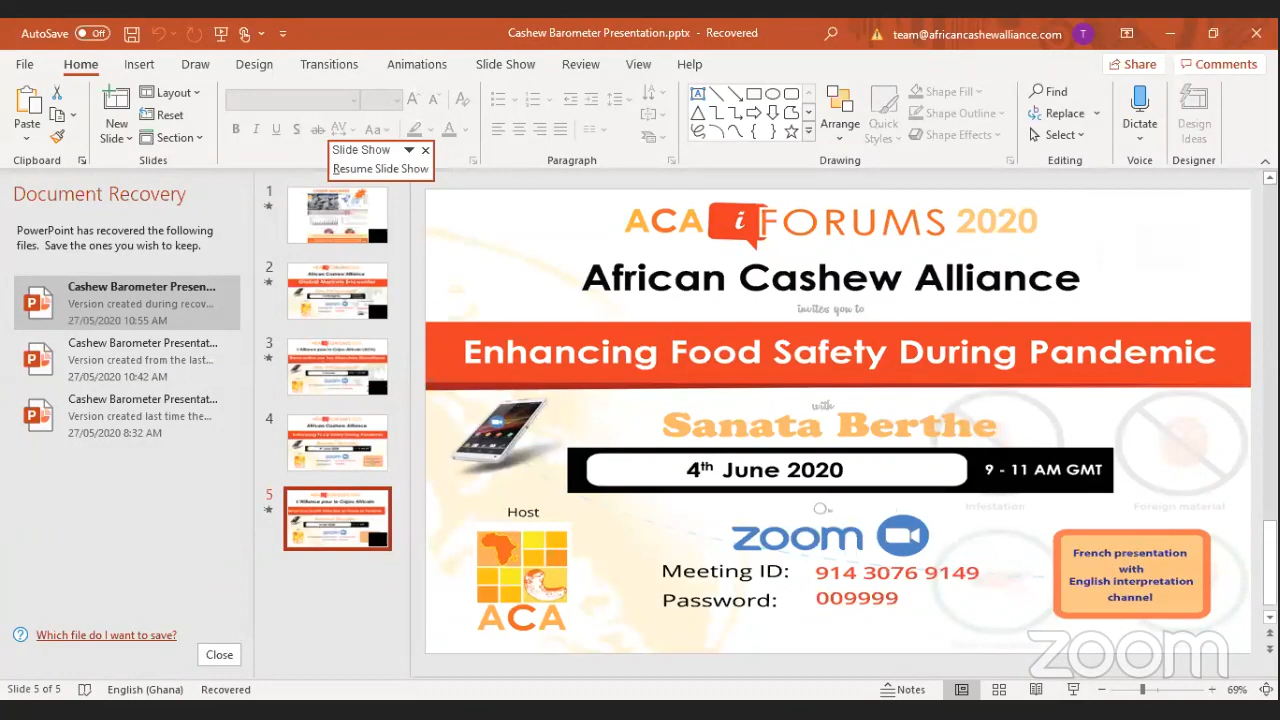 AutoSave Off
Cashew Barometer Presentation.pptx - Recovered
team@africancashewalliance.com T
File Home Insert Draw Design Transitions Animations Slide Show Review View Help
Share Comments
Paste
New
Slide
Layout
Reset
Section
B I U S ab AV Aa A
Arrange
Quick
Styles
Shape Fill
Shape Outline
Shape Effects
Find
Replace
Select
Dictate
Design
Ideas
Slide Show
Resume Slide Show
Clipboard Slides Paragraph Drawing Editing Voice Designer
Document Recovery
PowerPoint has recovered the following
files. Save the ones you wish to keep.
Cashew Barometer Presen...
Version created during recov...
27/05/2020 10:55 AM
Cashew Barometer Presentat...
Version created from the last...
27/05/2020 10:42 AM
Cashew Barometer Presentat...
Version created last time the...
27/05/2020 8:32 AM
Which file do I want to save?
Close
1
2
3
4
5
ACA i FORUMS 2020
African Cashew Alliance
invites you to
Enhancing Food Safety During Pandemic
with
Sanata Berthe
4th June 2020
9 - 11 AM GMT
Infestation
Foreign material
Host
On
zoom
Meeting ID: 914 3076 9149
Password: 009999
ACA
French presentation
with
English interpretation
channel
zoom
Slide 5 of 5 English (Ghana) Recovered
Notes
69%